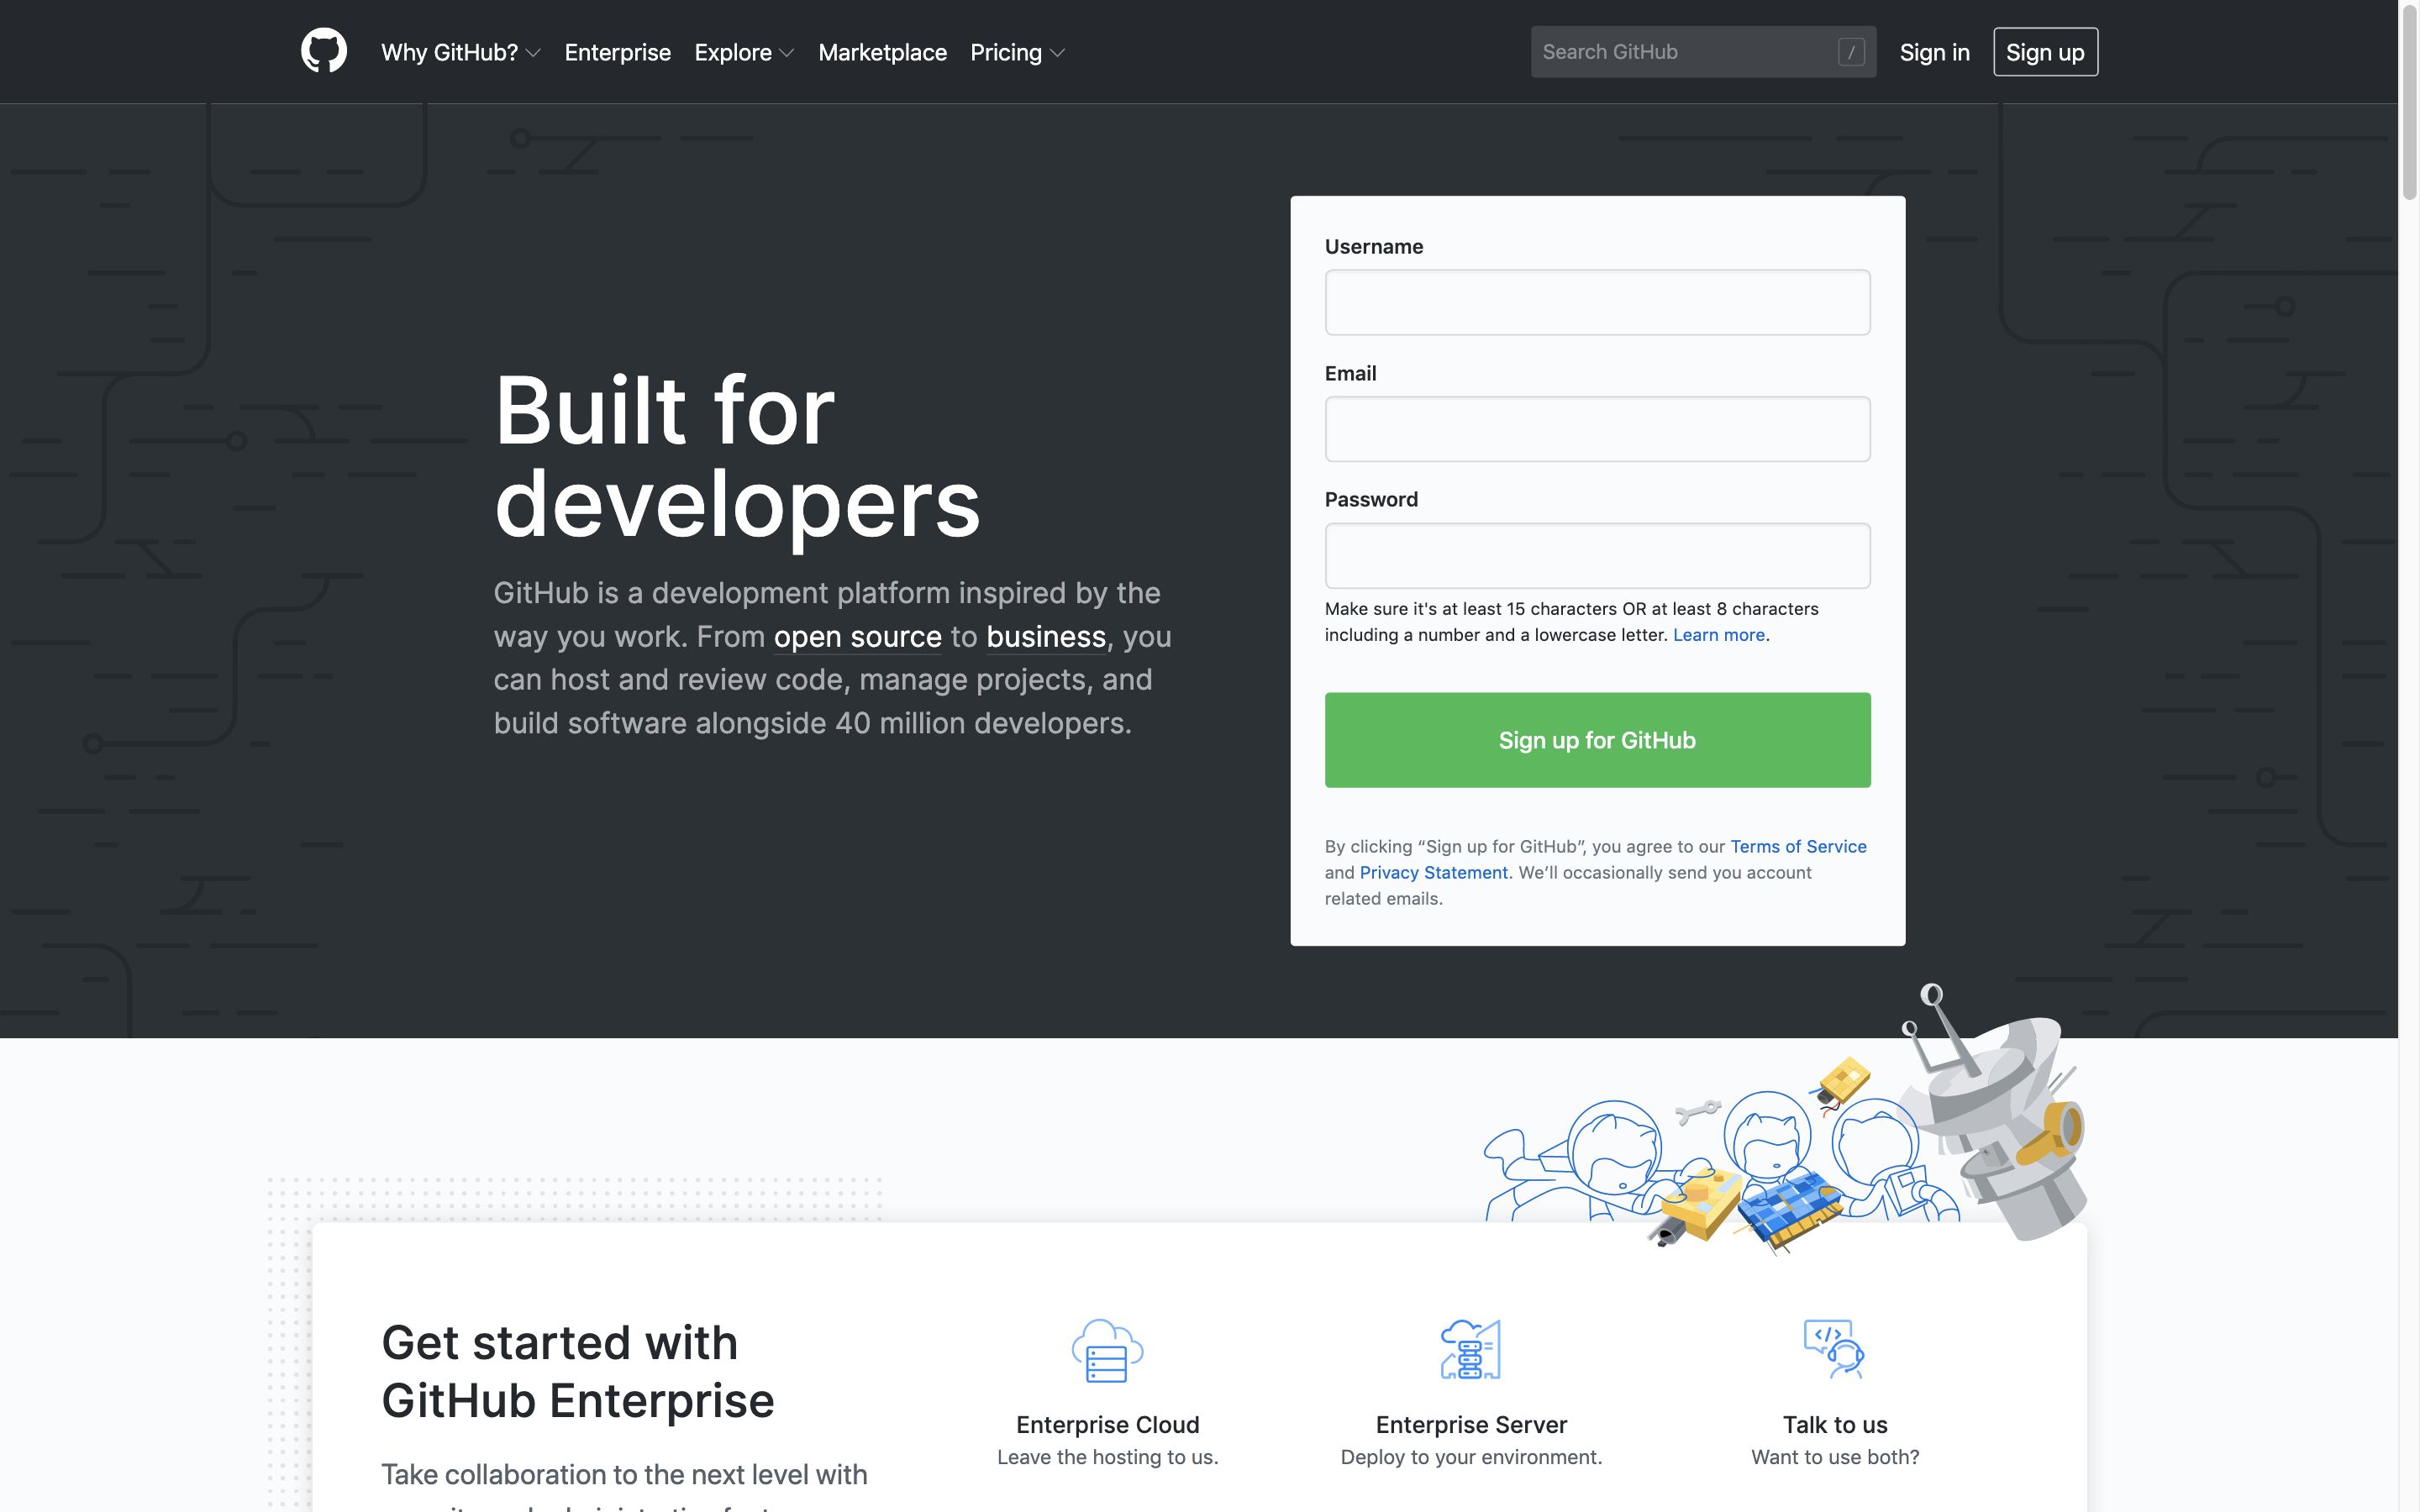 Why GitHub? Enterprise Explore Marketplace Pricing Search GitHub / Sign in Sign up
Built for
developers
GitHub is a development platform inspired by the
way you work. From open source to business, you
can host and review code, manage projects, and
build software alongside 40 million developers.
Username
Email
Password
Make sure it's at least 15 characters OR at least 8 characters
including a number and a lowercase letter. Learn more.
Sign up for GitHub
By clicking “Sign up for GitHub”, you agree to our Terms of Service
and Privacy Statement. We’ll occasionally send you account
related emails.
Get started with
GitHub Enterprise
Take collaboration to the next level with
Enterprise Cloud
Leave the hosting to us.
Enterprise Server
Deploy to your environment.
Talk to us
Want to use both?